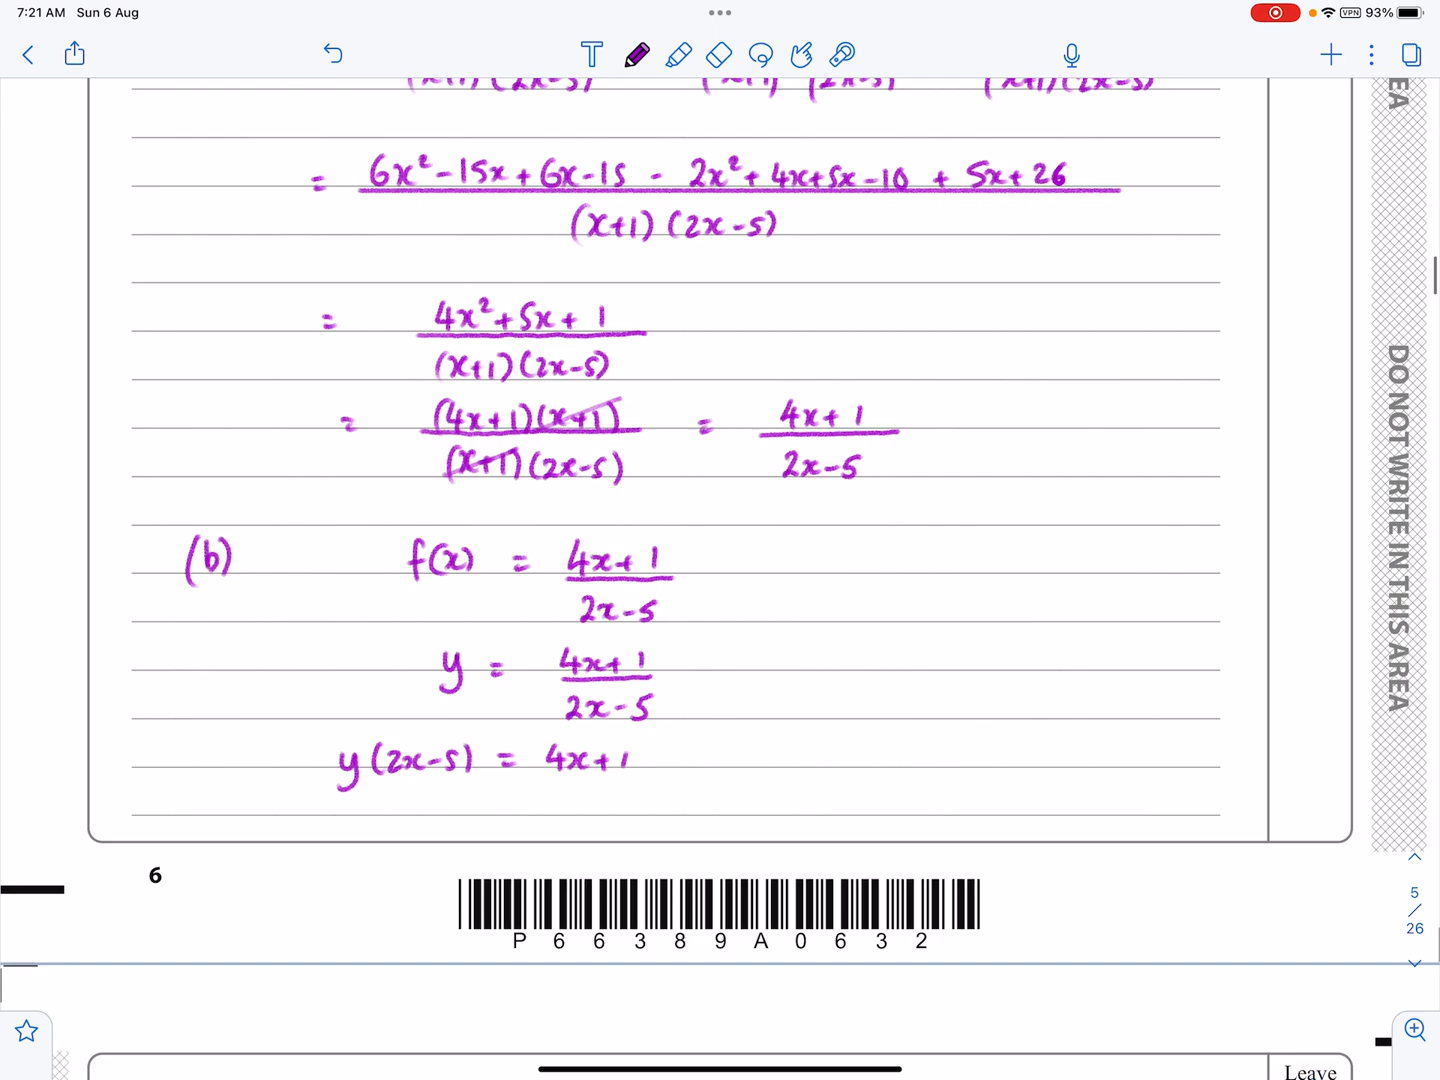 7:21 AM Sun 6 Aug
VPN 93%
= 6x² - 15x + 6x - 15 - 2x² + 4x + 5x - 10 + 5x + 26
(x+1)(2x-5)
= 4x² + 5x + 1
(x+1)(2x-5)
= (4x+1)(x+1) = 4x+1
(x+1)(2x-5) 2x-5
(b) f(x) = 4x+1
2x-5
y = 4x+1
2x-5
y(2x-5) = 4x+1
EA
DO NOT WRITE IN THIS AREA
6
P 6 6 3 8 9 A 0 6 3 2
5
/
26
Leave